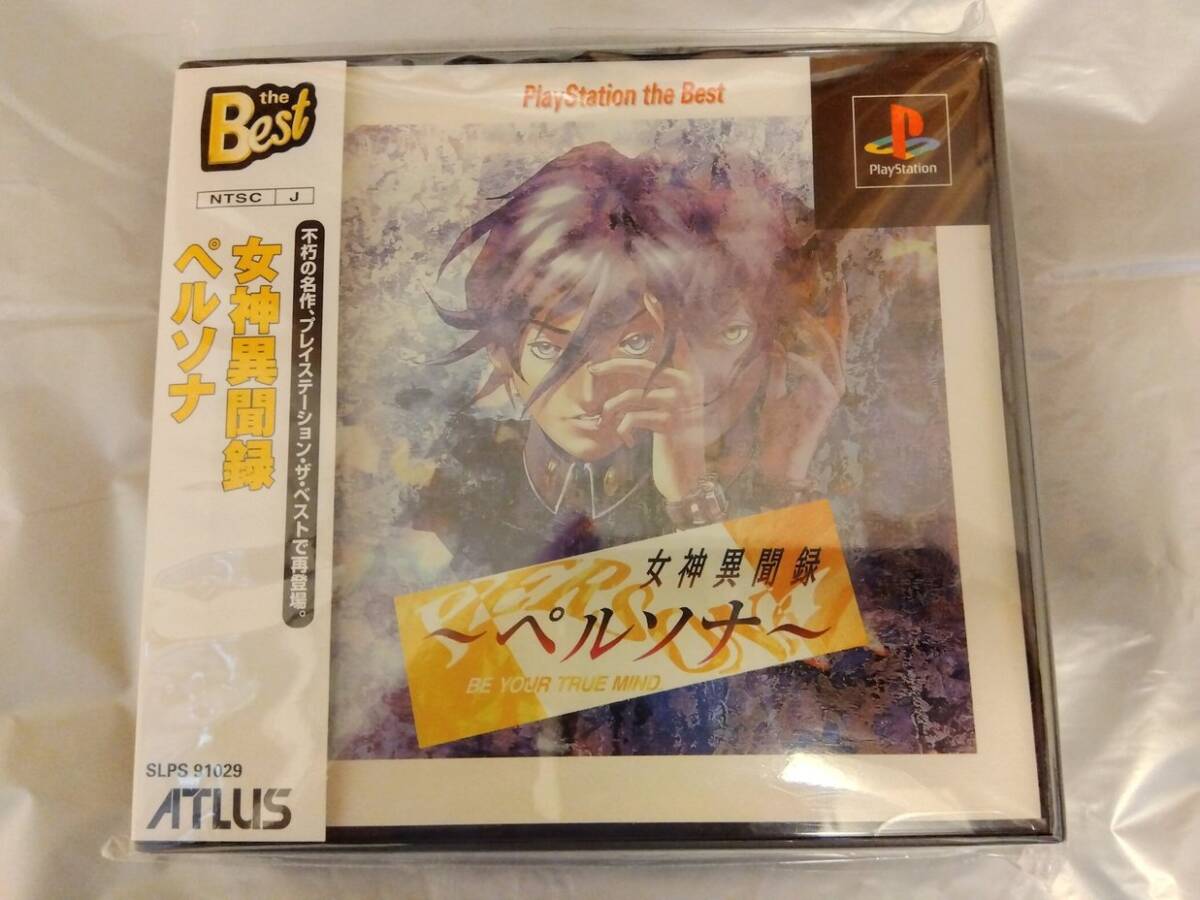 the
Best
NTSC J
女神異聞録
ペルソナ
不朽の名作、プレイステーション・ザ・ベストで再登場。
SLPS 91029
ATLUS
PlayStation the Best
PlayStation
女神異聞録
～ペルソナ～
BE YOUR TRUE MIND